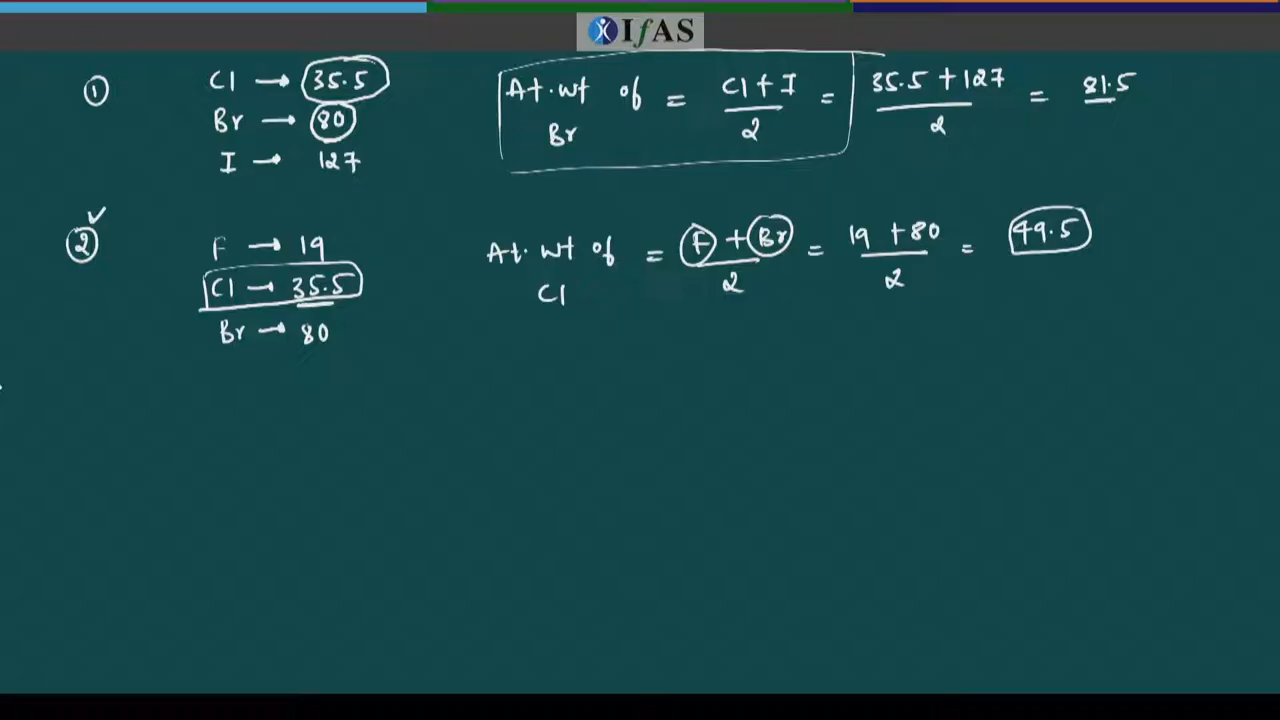 IfAS
① Cl → 35.5
Br → 80
I → 127
At. wt of Br = Cl + I / 2 = 35.5 + 127 / 2 = 81.5
② F → 19
Cl → 35.5
Br → 80
At. wt of Cl = F + Br / 2 = 19 + 80 / 2 = 49.5